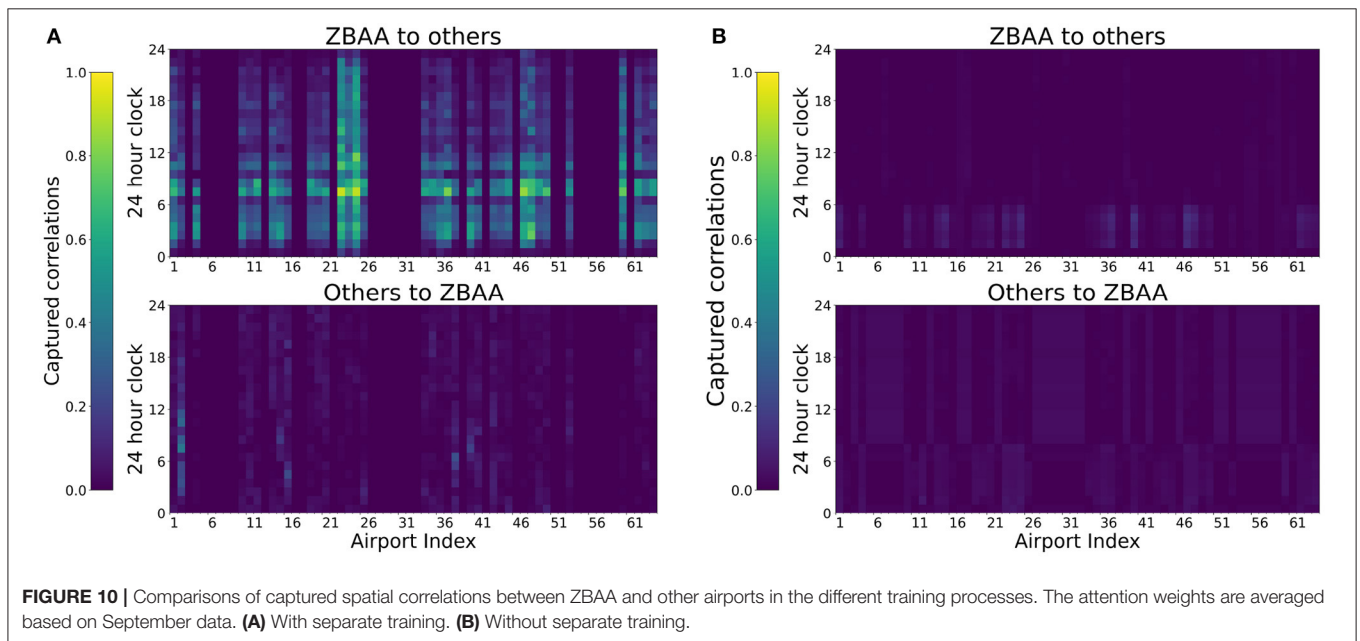 A
ZBAA to others
1.0
0.8
0.6
0.4
0.2
0.0
Captured correlations
24 hour clock
24
18
12
6
0
1 6 11 16 21 26 31 36 41 46 51 56 61
Others to ZBAA
24 hour clock
24
18
12
6
0
1 6 11 16 21 26 31 36 41 46 51 56 61
Airport Index
B
ZBAA to others
1.0
0.8
0.6
0.4
0.2
0.0
Captured correlations
24 hour clock
24
18
12
6
0
1 6 11 16 21 26 31 36 41 46 51 56 61
Others to ZBAA
24 hour clock
24
18
12
6
0
1 6 11 16 21 26 31 36 41 46 51 56 61
Airport Index
FIGURE 10 | Comparisons of captured spatial correlations between ZBAA and other airports in the different training processes. The attention weights are averaged
based on September data. (A) With separate training. (B) Without separate training.